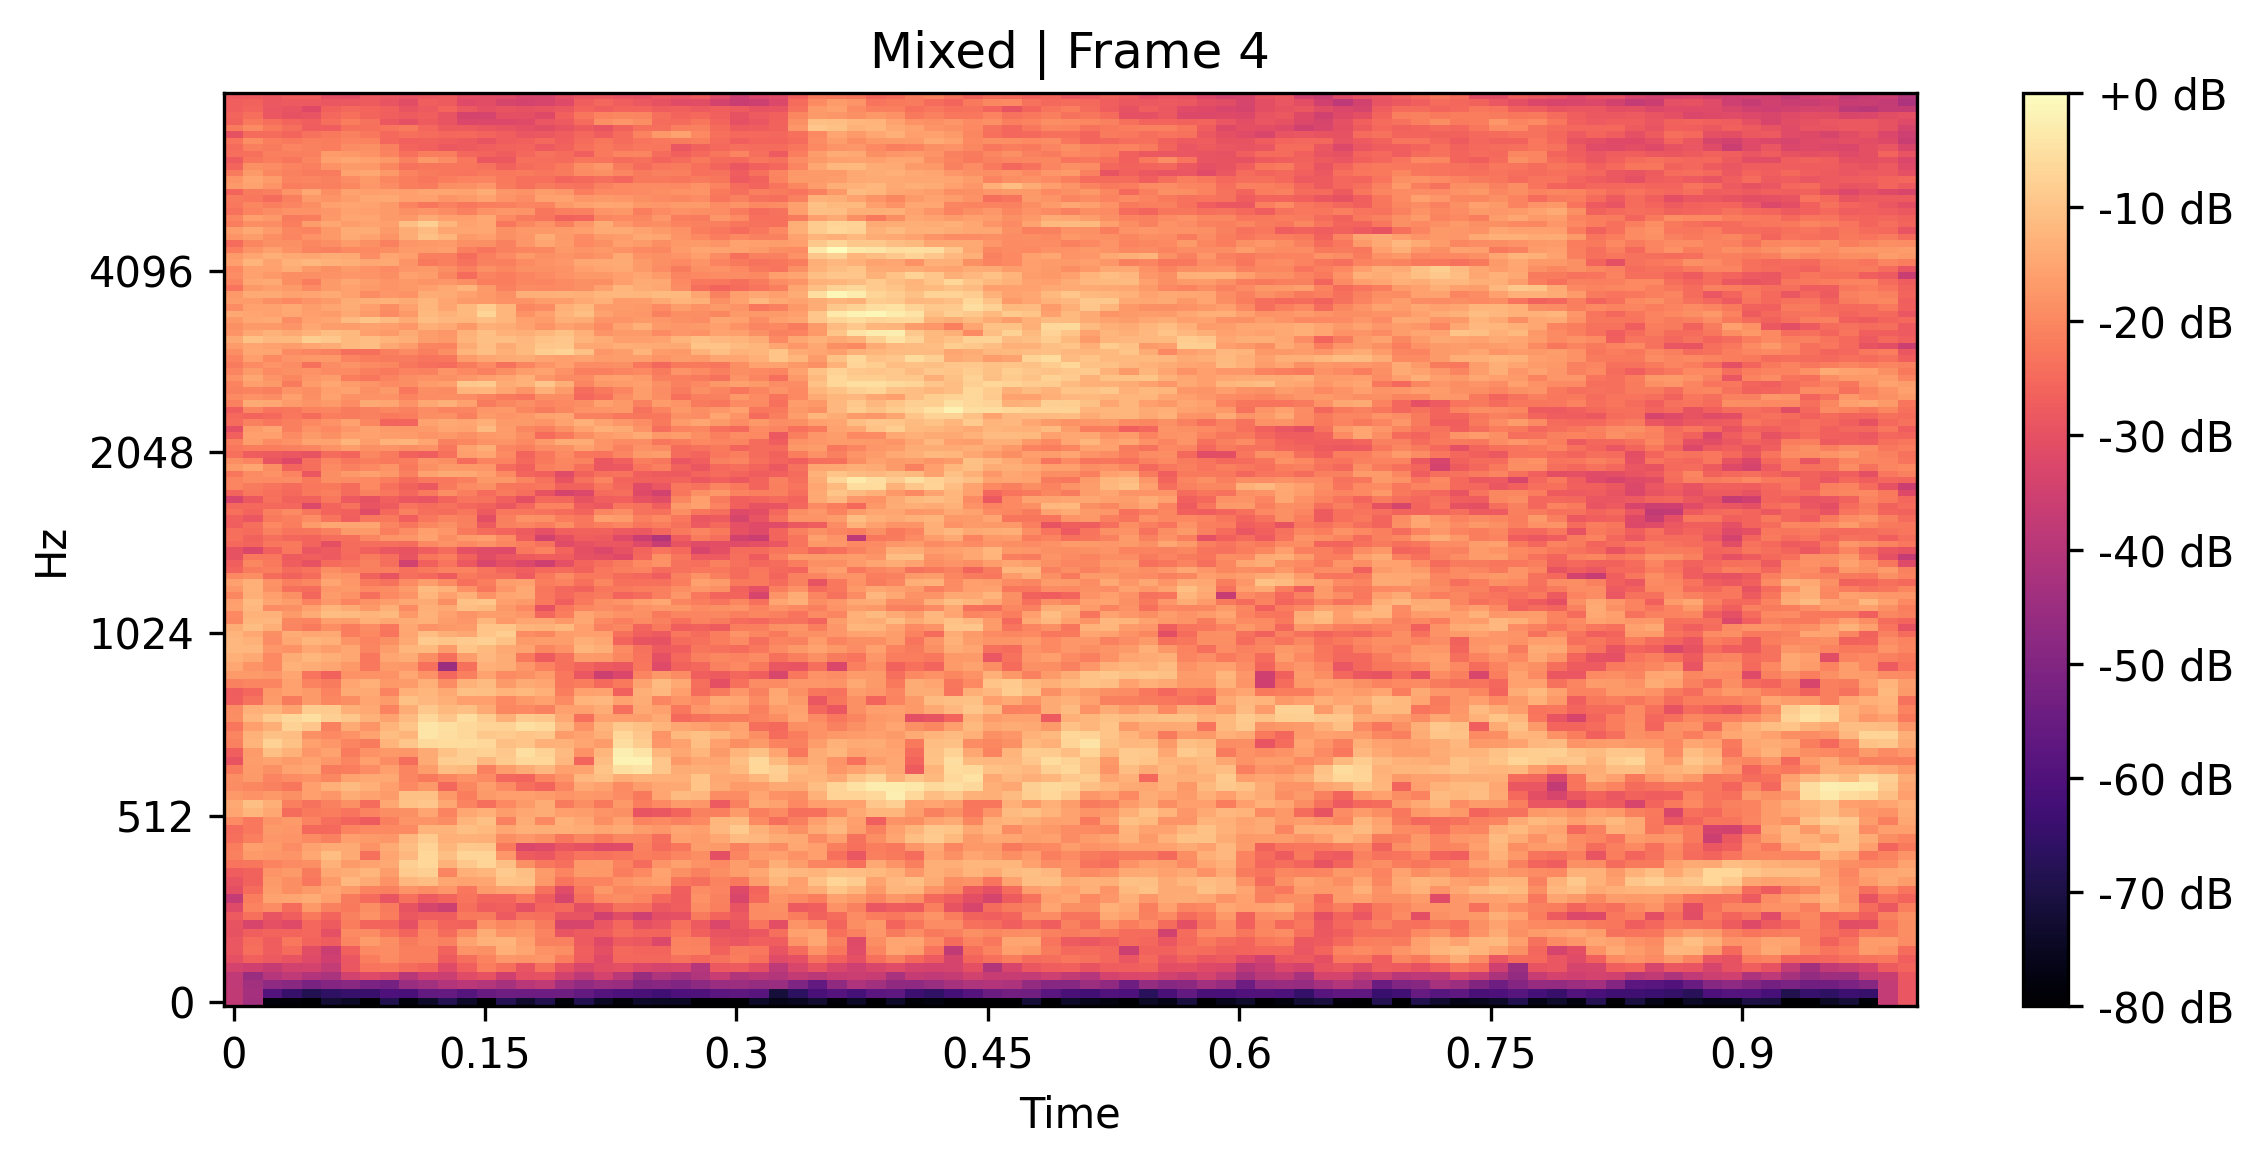 Mixed | Frame 4
+0 dB
-10 dB
-20 dB
-30 dB
-40 dB
-50 dB
-60 dB
-70 dB
-80 dB
Hz
4096
2048
1024
512
0
0 0.15 0.3 0.45 0.6 0.75 0.9
Time